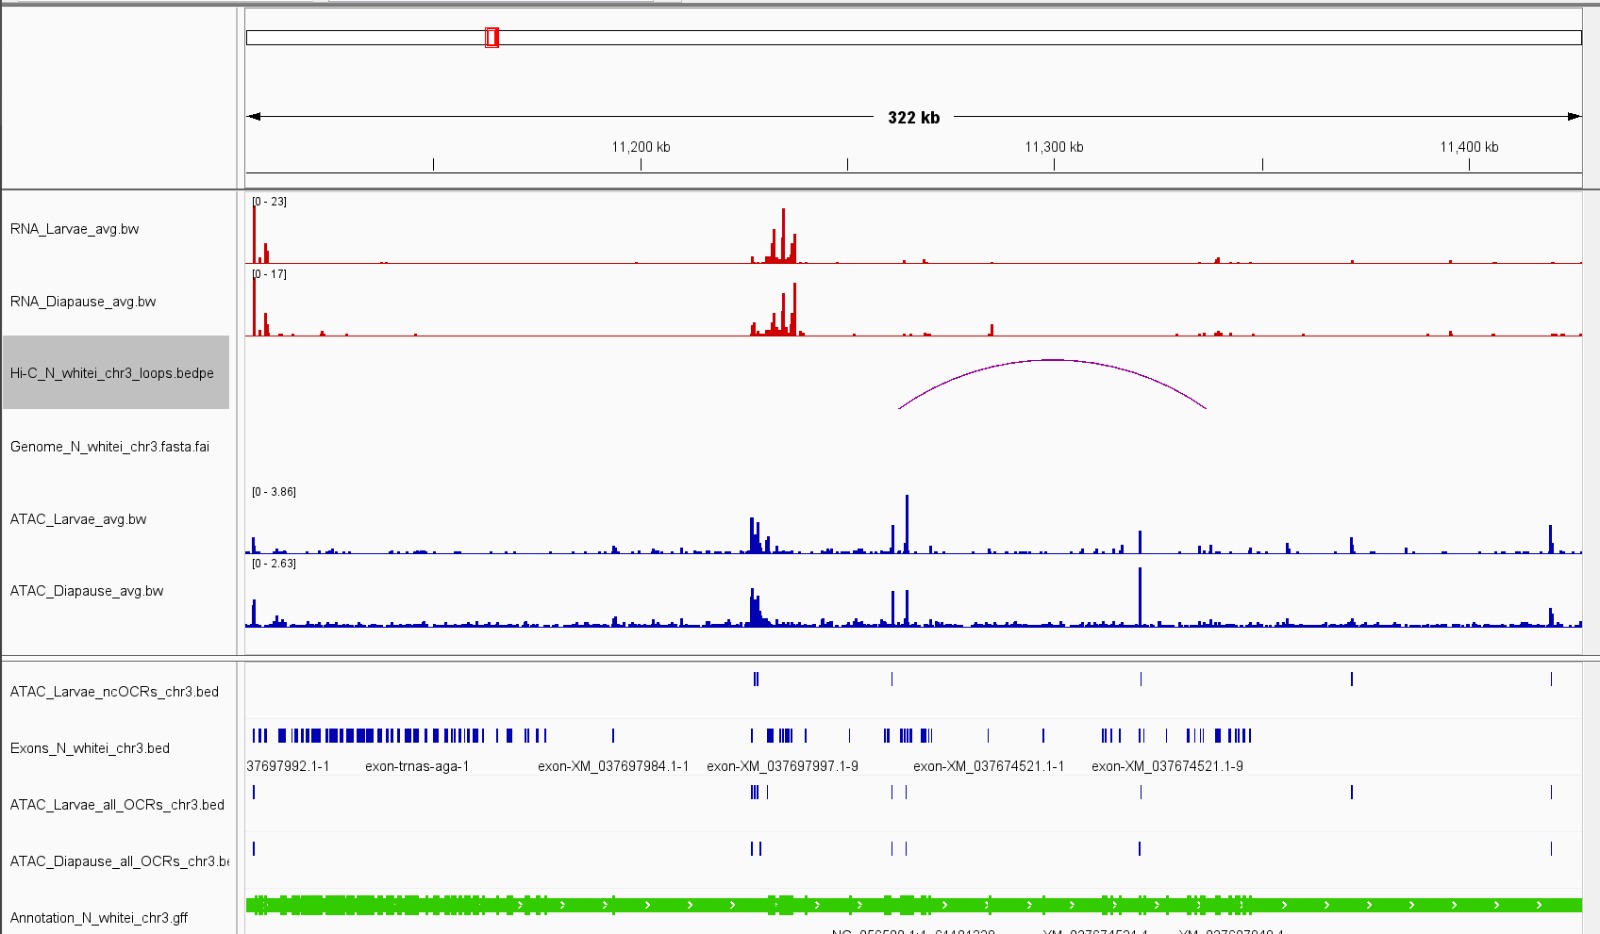 322 kb
11,200 kb 11,300 kb 11,400 kb
[0 - 23]
RNA_Larvae_avg.bw
[0 - 17]
RNA_Diapause_avg.bw
Hi-C_N_whitei_chr3_loops.bedpe
Genome_N_whitei_chr3.fasta.fai
[0 - 3.86]
ATAC_Larvae_avg.bw
[0 - 2.63]
ATAC_Diapause_avg.bw
ATAC_Larvae_ncOCRs_chr3.bed
Exons_N_whitei_chr3.bed
37697992.1-1 exon-trnas-aga-1 exon-XM_037697984.1-1 exon-XM_037697997.1-9 exon-XM_037674521.1-1 exon-XM_037674521.1-9
ATAC_Larvae_all_OCRs_chr3.bed
ATAC_Diapause_all_OCRs_chr3.be
Annotation_N_whitei_chr3.gff